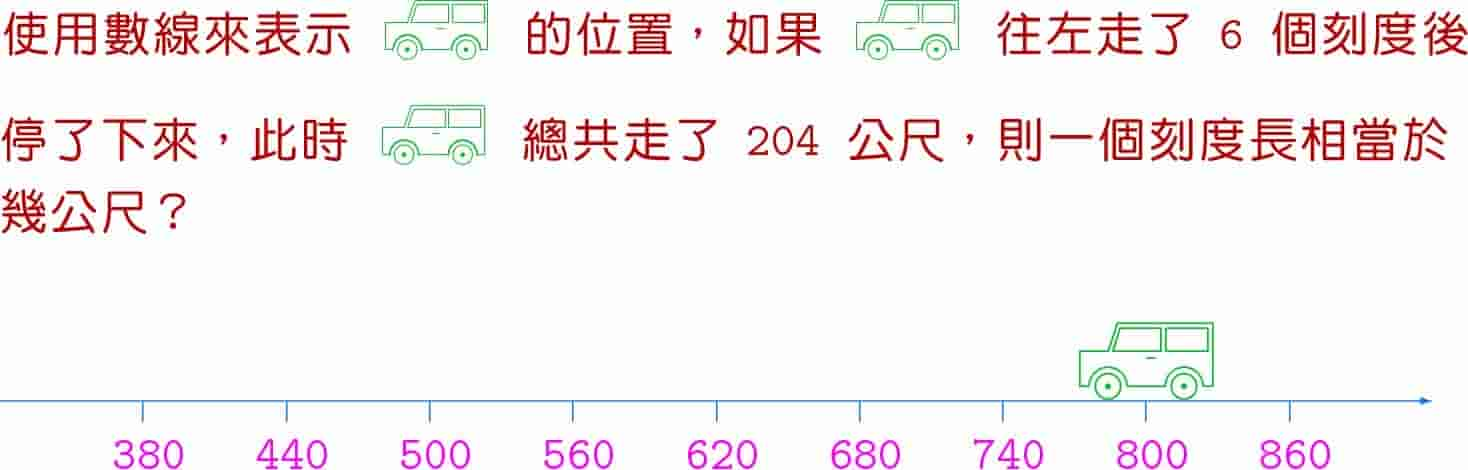 使用數線來表示 的位置，如果 往左走了 6 個刻度後
停了下來，此時 總共走了 204 公尺，則一個刻度長相當於
幾公尺？
380 440 500 560 620 680 740 800 860